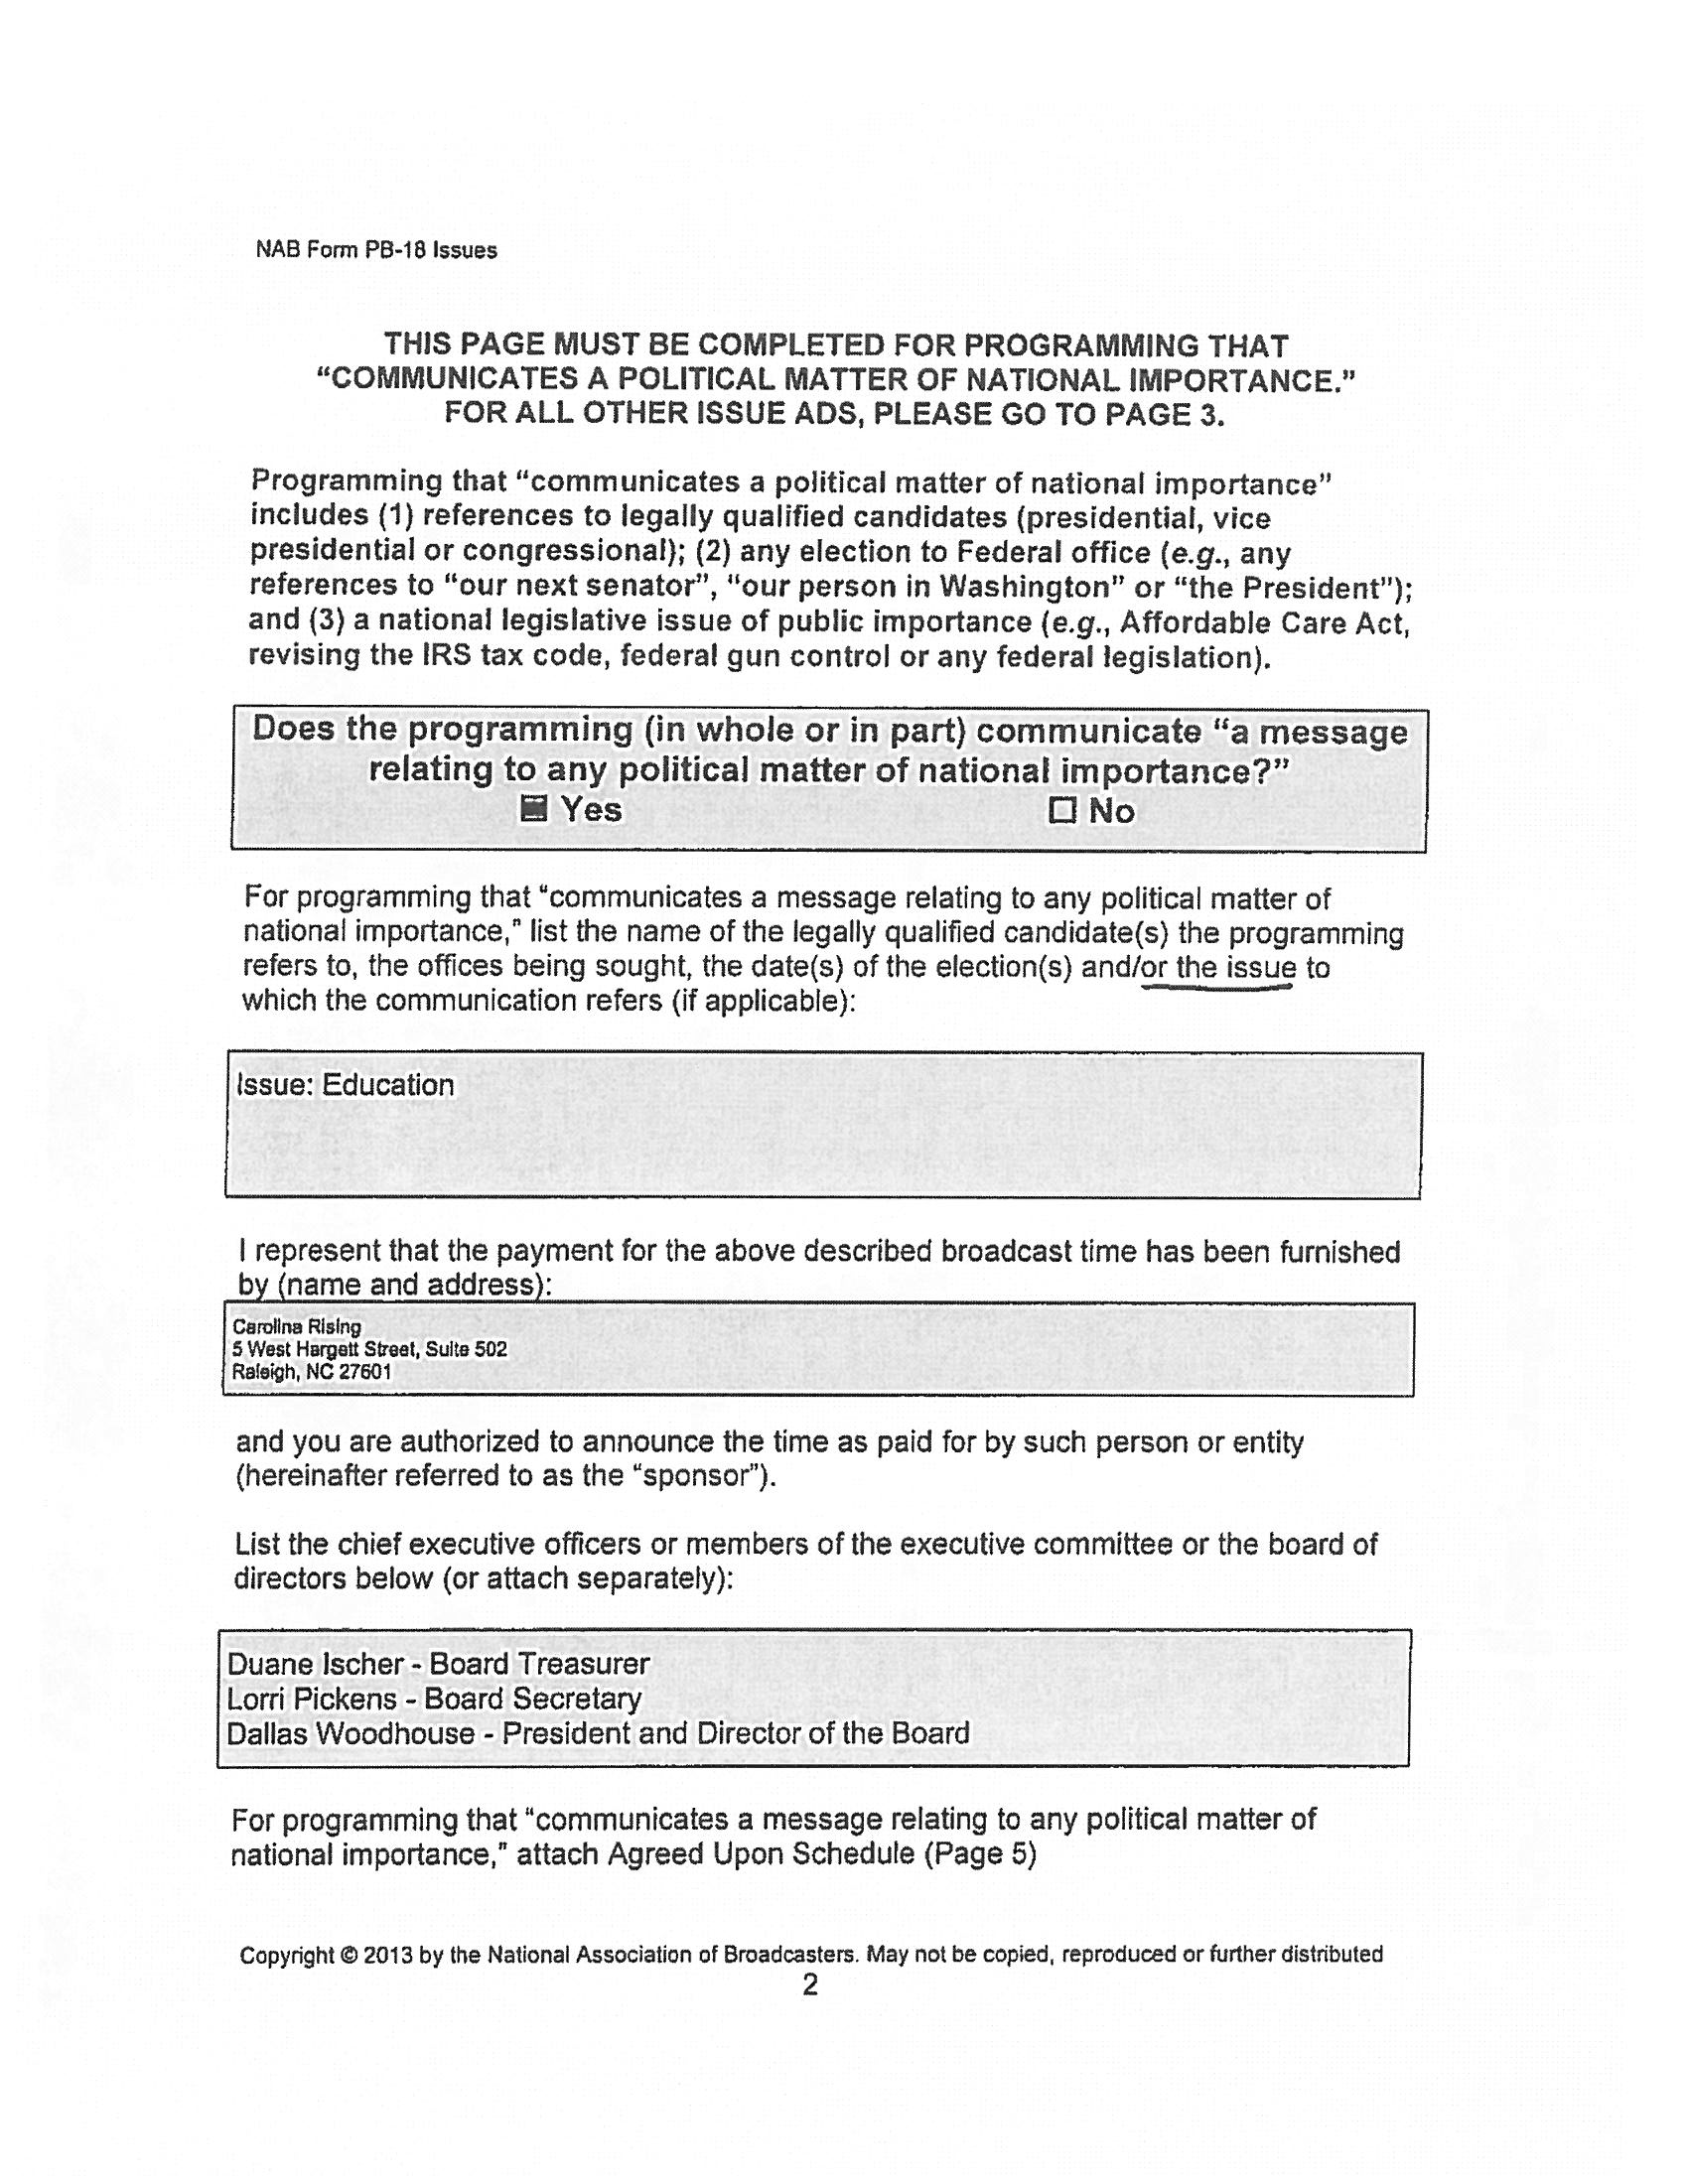 NAB Form PB-18 Issues
THIS PAGE MUST BE COMPLETED FOR PROGRAMMING THAT
“COMMUNICATES A POLITICAL MATTER OF NATIONAL IMPORTANCE.”
FOR ALL OTHER ISSUE ADS, PLEASE GO TO PAGE 3.
Programming that “communicates a political matter of national importance”
includes (1) references to legally qualified candidates (presidential, vice
presidential or congressional); (2) any election to Federal office (e.g., any
references to “our next senator”, “our person in Washington” or “the President”);
and (3) a national legislative issue of public importance (e.g., Affordable Care Act,
revising the IRS tax code, federal gun control or any federal legislation).
Does the programming (in whole or in part) communicate “a message
relating to any political matter of national importance?”
Yes No
For programming that “communicates a message relating to any political matter of
national importance,” list the name of the legally qualified candidate(s) the programming
refers to, the offices being sought, the date(s) of the election(s) and/or the issue to
which the communication refers (if applicable):
Issue: Education
I represent that the payment for the above described broadcast time has been furnished
by (name and address):
Carolina Rising
5 West Hargett Street, Suite 502
Raleigh, NC 27601
and you are authorized to announce the time as paid for by such person or entity
(hereinafter referred to as the “sponsor”).
List the chief executive officers or members of the executive committee or the board of
directors below (or attach separately):
Duane Ischer - Board Treasurer
Lorri Pickens - Board Secretary
Dallas Woodhouse - President and Director of the Board
For programming that “communicates a message relating to any political matter of
national importance,” attach Agreed Upon Schedule (Page 5)
Copyright © 2013 by the National Association of Broadcasters. May not be copied, reproduced or further distributed
2